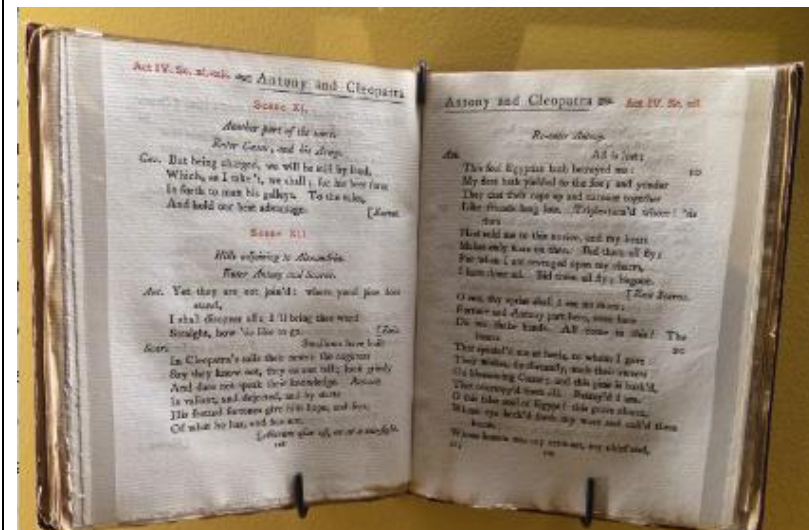 Act IV. Sc. xi.-xii. Antony and Cleopatra
Scene XI.
Another part of the same.
Enter Cæsar, and his Army.
Cæs. But being charged, we will be still by land,
Which, as I take 't, we shall; for his best force
Is forth to man his galleys. To the vales,
And hold our best advantage. [Exeunt.
Scene XII.
Hills adjoining to Alexandria.
Enter Antony and Scarus.
Ant. Yet they are not join'd: where yond pine does
stand,
I shall discover all: I 'll bring thee word
Straight, how 'tis like to go. [Exit.
Scar. Swallows have built
In Cleopatra's sails their nests: the
Say they know not, they cannot tell; look grimly
And dare not speak their knowledge. Antony
Is valiant, and dejected, and by starts
His fretted fortunes give him hope, and fear,
Of what he has, and has not.
[Alarum afar off, as at a sea-fight.
Antony and Cleopatra Act IV. Sc. xii.
Re-enter Antony.
Ant. All is lost; 10
This foul Egyptian hath betrayed me:
My fleet hath yielded to the foe; and yonder
They cast their caps up and carouse together
Like friends long lost. Triple-turn'd whore! 'tis
thou
Hast sold me to this novice, and my heart
Makes only wars on thee. Bid them all fly;
For when I am revenged upon my charm,
I have done all. Bid them all fly; begone.
[Exit Scarus.
O sun, thy uprise shall I see no more:
Fortune and Antony part here, even here
Do we shake hands. All come to this? The
hearts 20
That me at heels, to whom I gave
Their wishes, do discandy, melt their sweets
On blossoming Cæsar; and this pine is bark'd,
That overtopp'd them all. Betray'd I am.
O this false soul of Egypt! this grave charm,
Whose eye beck'd forth my wars and call'd them
home,
Whose bosom was my crownet, my chief end,